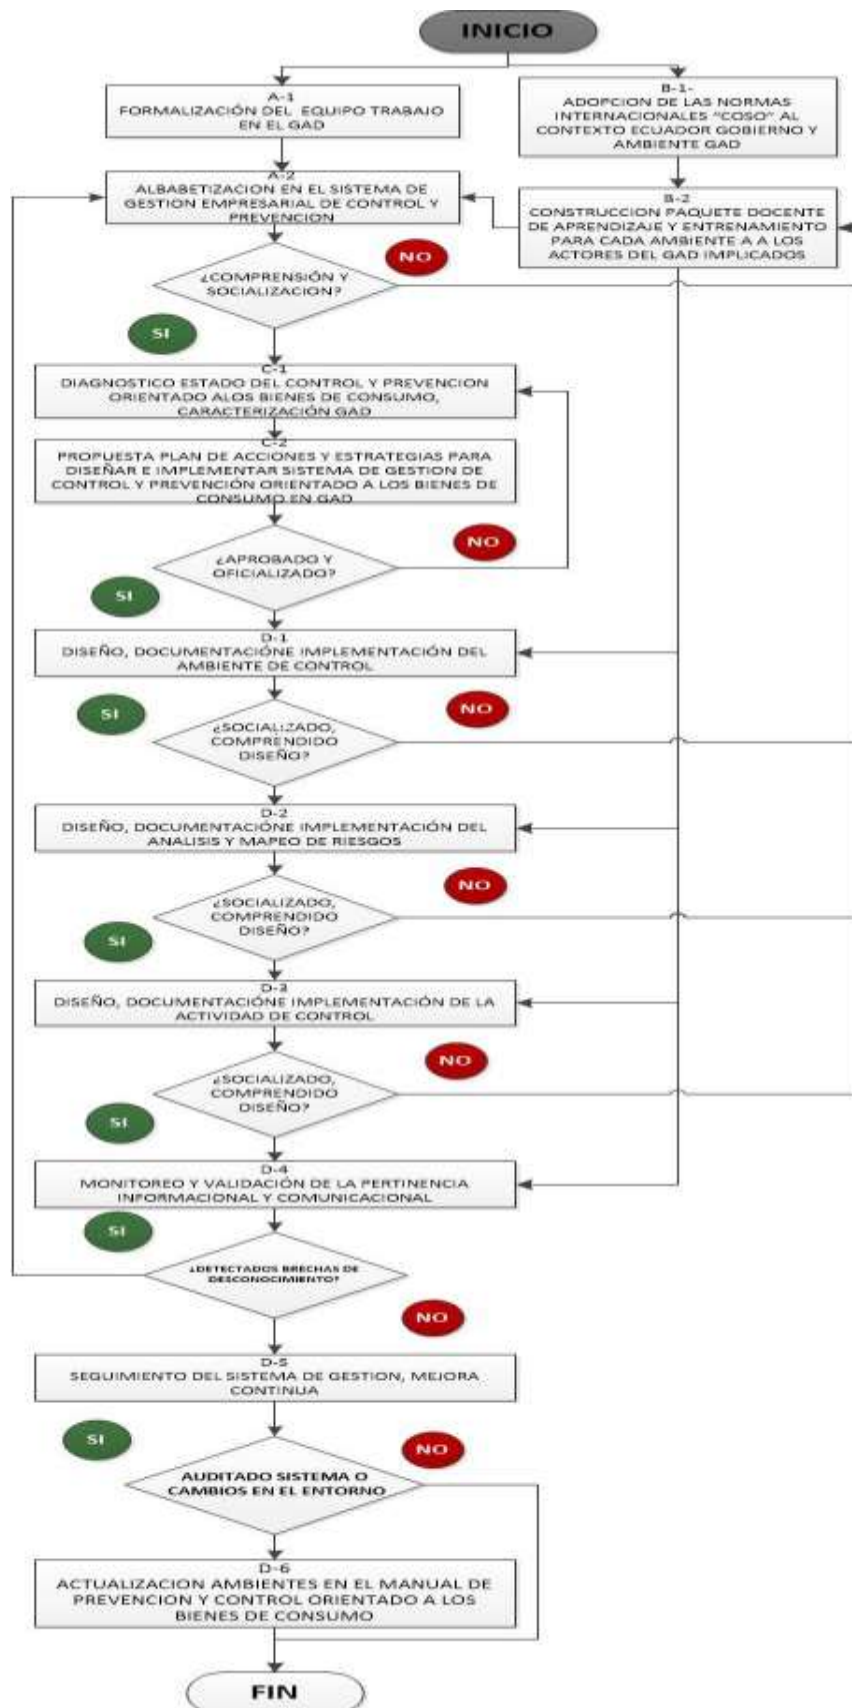 INICIO
A-1
FORMALIZACIÓN DEL EQUIPO TRABAJO
EN EL GAD
B-1-
ADOPCION DE LAS NORMAS
INTERNACIONALES "COSO" AL
CONTEXTO ECUADOR GOBIERNO Y
AMBIENTE GAD
A-2
ALBABETIZACION EN EL SISTEMA DE
GESTION EMPRESARIAL DE CONTROL Y
PREVENCION
B-2
CONSTRUCCION PAQUETE DOCENTE
DE APRENDIZAJE Y ENTRENAMIENTO
PARA CADA AMBIENTE A A LOS
ACTORES DEL GAD IMPLICADOS
NO
¿COMPRENSIÓN Y
SOCIALIZACION?
SI
C-1
DIAGNOSTICO ESTADO DEL CONTROL Y PREVENCION
ORIENTADO ALOS BIENES DE CONSUMO,
CARACTERIZACIÓN GAD
C-2
PROPUESTA PLAN DE ACCIONES Y ESTRATEGIAS PARA
DISEÑAR E IMPLEMENTAR SISTEMA DE GESTION DE
CONTROL Y PREVENCIÓN ORIENTADO A LOS BIENES DE
CONSUMO EN GAD
NO
¿APROBADO Y
OFICIALIZADO?
SI
D-1
DISEÑO, DOCUMENTACIÓNE IMPLEMENTACIÓN DEL
AMBIENTE DE CONTROL
SI
NO
¿SOCIALIZADO,
COMPRENDIDO
DISEÑO?
D-2
DISEÑO, DOCUMENTACIÓNE IMPLEMENTACIÓN DEL
ANALISIS Y MAPEO DE RIESGOS
NO
¿SOCIALIZADO,
COMPRENDIDO
DISEÑO?
SI
D-3
DISEÑO, DOCUMENTACIÓNE IMPLEMENTACIÓN DE LA
ACTIVIDAD DE CONTROL
NO
¿SOCIALIZADO,
COMPRENDIDO
DISEÑO?
SI
D-4
MONITOREO Y VALIDACIÓN DE LA PERTINENCIA
INFORMACIONAL Y COMUNICACIONAL
SI
¿DETECTADOS BRECHAS DE
DESCONOCIMIENTO?
NO
D-5
SEGUIMIENTO DEL SISTEMA DE GESTION, MEJORA
CONTINUA
SI
NO
AUDITADO SISTEMA O
CAMBIOS EN EL ENTORNO
D-6
ACTUALIZACION AMBIENTES EN EL MANUAL DE
PREVENCION Y CONTROL ORIENTADO A LOS
BIENES DE CONSUMO
FIN